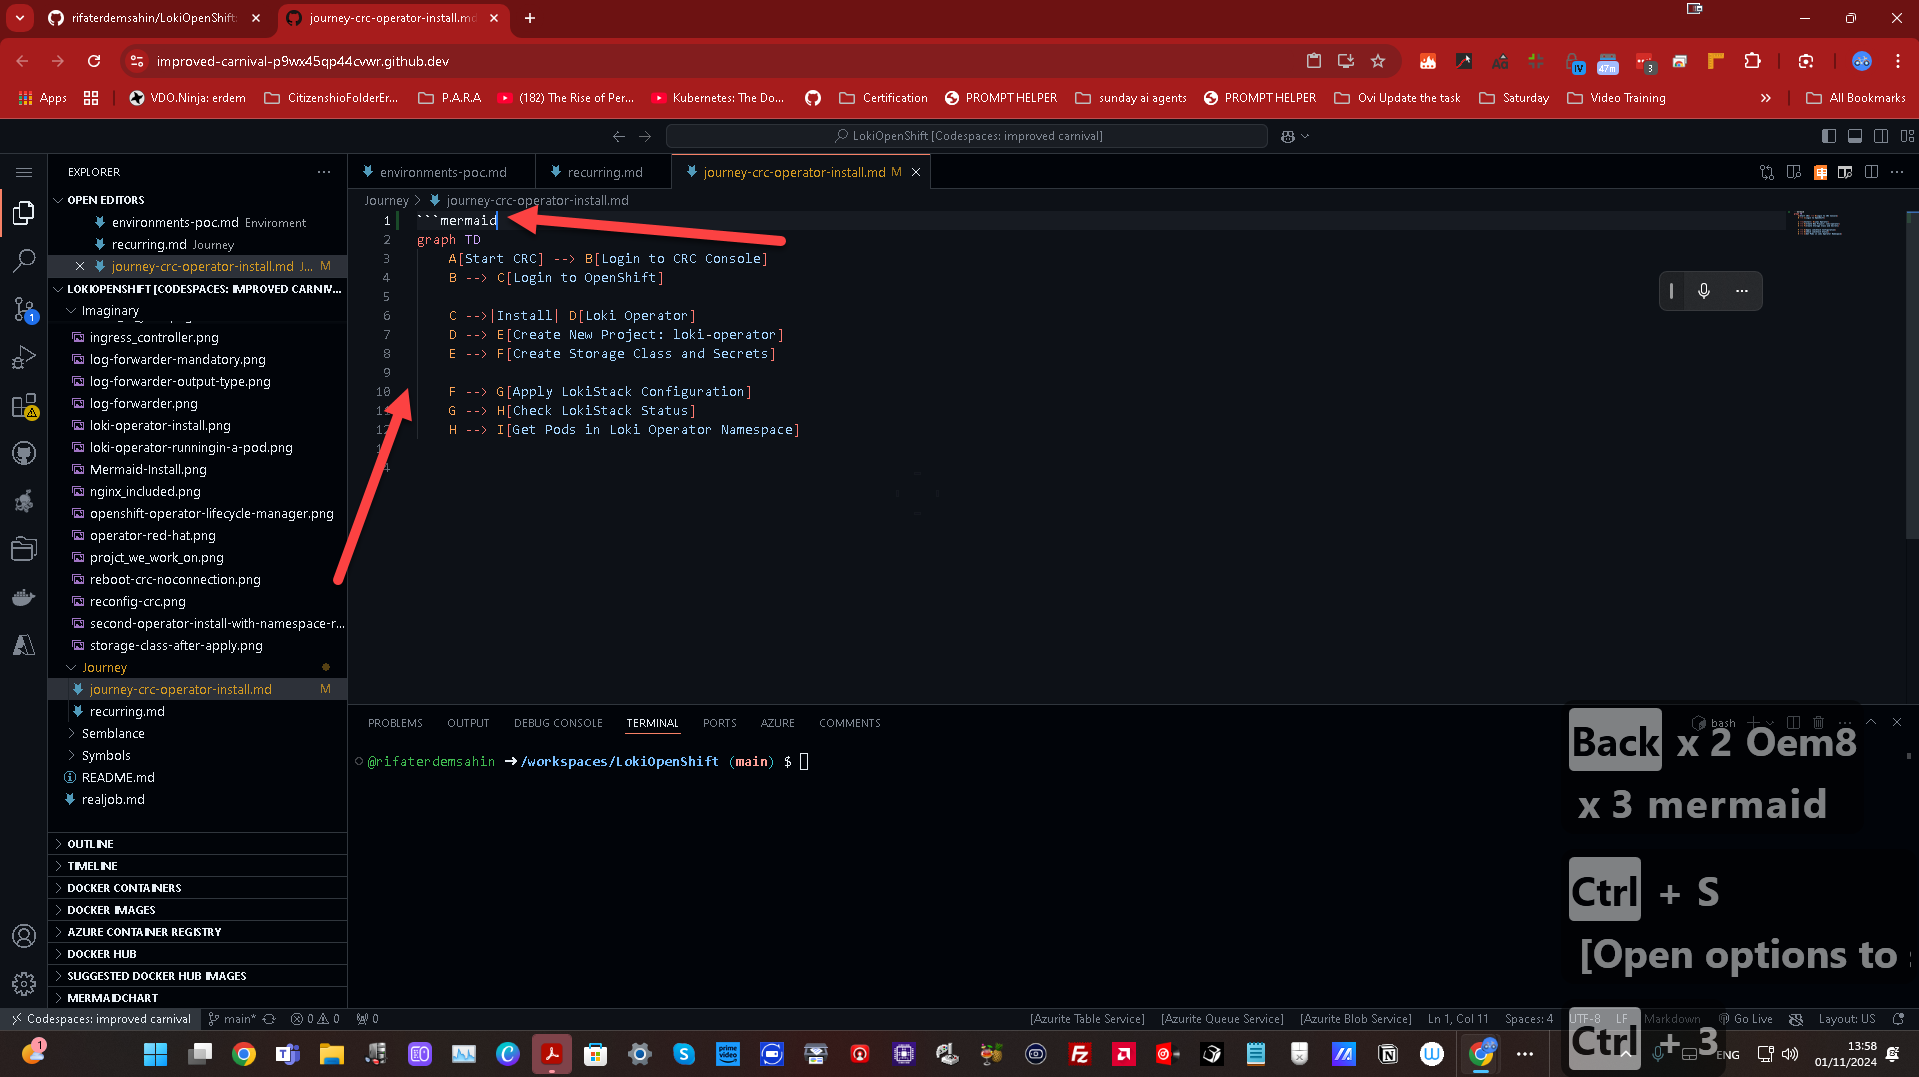 rifaterdemsahin/LokiOpenShift
journey-crc-operator-install.md
improved-carnival-p9wx45qp44cvwr.github.dev
IV
47m
3
Apps
VDO.Ninja: erdem
CitizenshioFolderEr...
P.A.R.A
(182) The Rise of Per...
Kubernetes: The Do...
Certification
PROMPT HELPER
sunday ai agents
PROMPT HELPER
Ovi Update the task
Saturday
Video Training
All Bookmarks
LokiOpenShift [Codespaces: improved carnival]
EXPLORER
environments-poc.md
recurring.md
journey-crc-operator-install.md M
OPEN EDITORS
environments-poc.md Enviroment
recurring.md Journey
journey-crc-operator-install.md J... M
LOKIOPENSHIFT [CODESPACES: IMPROVED CARNIV...
Imaginary
ingress_controller.png
log-forwarder-mandatory.png
log-forwarder-output-type.png
log-forwarder.png
loki-operator-install.png
loki-operator-runningin-a-pod.png
Mermaid-Install.png
nginx_included.png
openshift-operator-lifecycle-manager.png
operator-red-hat.png
projct_we_work_on.png
reboot-crc-noconnection.png
reconfig-crc.png
second-operator-install-with-namespace-r...
storage-class-after-apply.png
Journey
journey-crc-operator-install.md M
recurring.md
Semblance
Symbols
README.md
realjob.md
OUTLINE
TIMELINE
DOCKER CONTAINERS
DOCKER IMAGES
AZURE CONTAINER REGISTRY
DOCKER HUB
SUGGESTED DOCKER HUB IMAGES
MERMAIDCHART
1
Journey > journey-crc-operator-install.md
1 ```mermaid
2 graph TD
3 A[Start CRC] --> B[Login to CRC Console]
4 B --> C[Login to OpenShift]
5
6 C -->|Install| D[Loki Operator]
7 D --> E[Create New Project: loki-operator]
8 E --> F[Create Storage Class and Secrets]
9
10 F --> G[Apply LokiStack Configuration]
11 G --> H[Check LokiStack Status]
12 H --> I[Get Pods in Loki Operator Namespace]
PROBLEMS
OUTPUT
DEBUG CONSOLE
TERMINAL
PORTS
AZURE
COMMENTS
bash
@rifaterdemsahin ➜/workspaces/LokiOpenShift (main) $
Back x 2 Oem8
x 3 mermaid
Ctrl + S
[Open options to
Ctrl + 3
Codespaces: improved carnival
main*
0 0
0
[Azurite Table Service]
[Azurite Queue Service]
[Azurite Blob Service]
Ln 1, Col 11
Spaces: 4
UTF-8
LF
Markdown
Go Live
Layout: US
1
ENG
13:58
01/11/2024